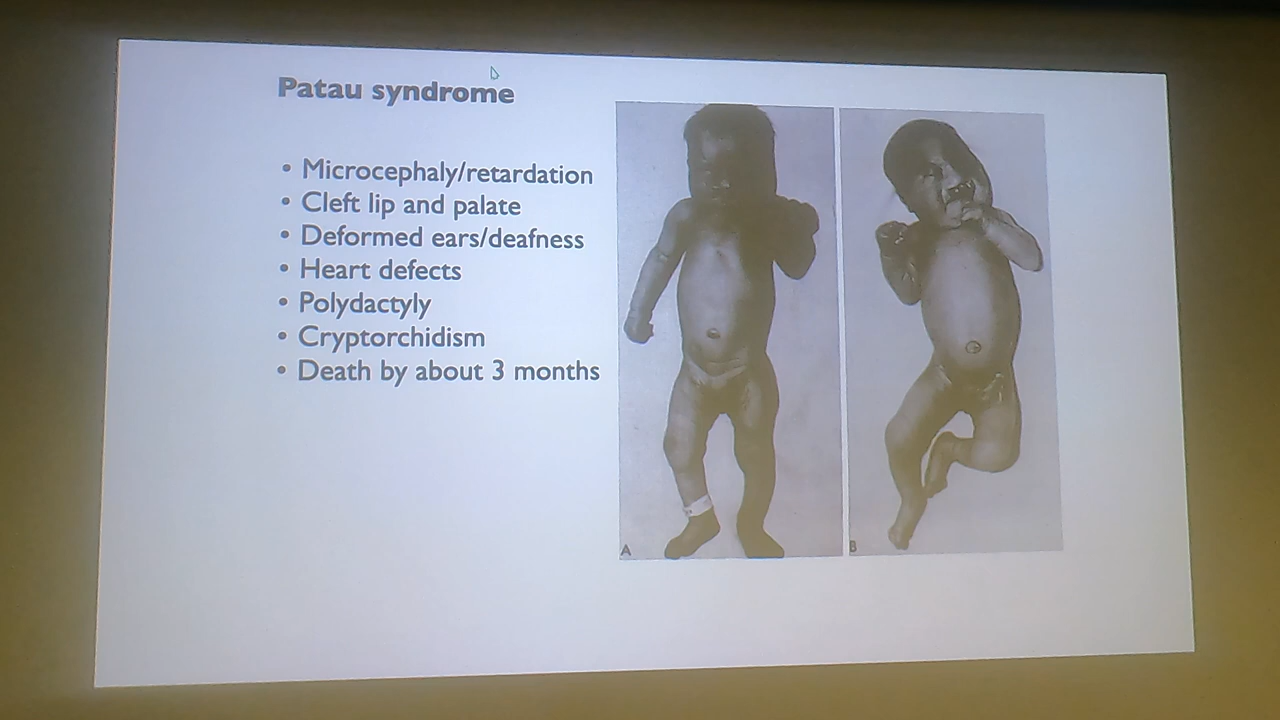 Patau syndrome
• Microcephaly/retardation
• Cleft lip and palate
• Deformed ears/deafness
• Heart defects
• Polydactyly
• Cryptorchidism
• Death by about 3 months
A
B